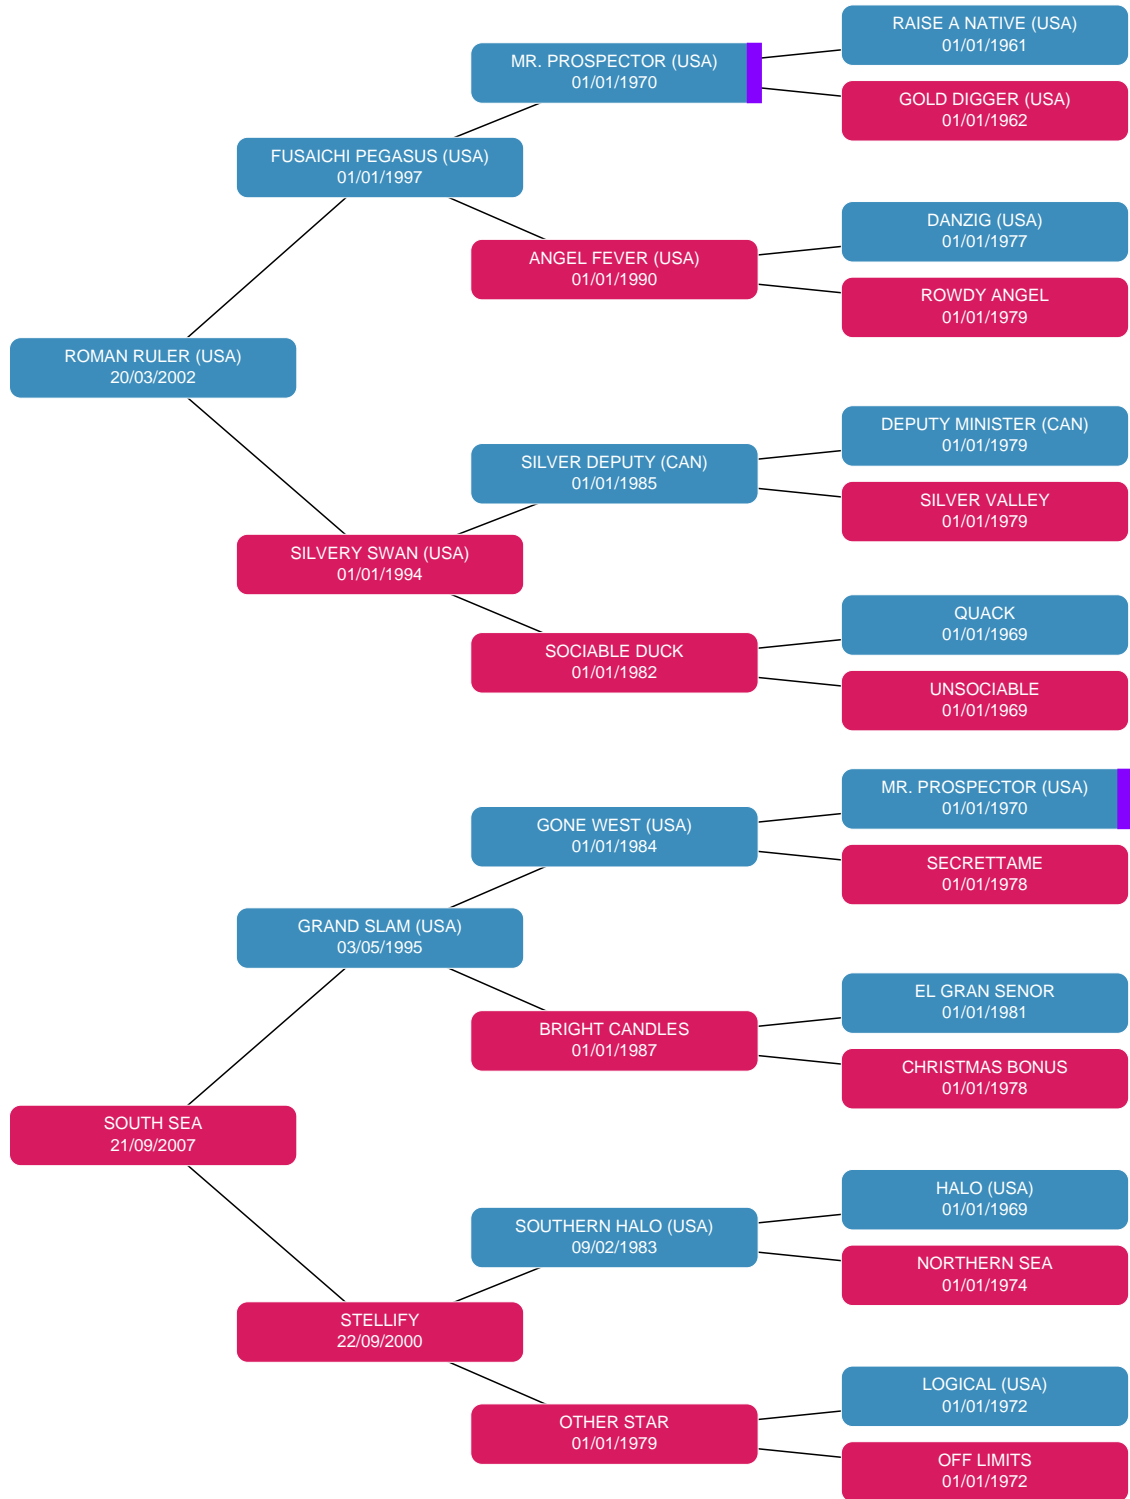 RAISE A NATIVE (USA)
01/01/1961
MR. PROSPECTOR (USA)
01/01/1970
GOLD DIGGER (USA)
01/01/1962
FUSAICHI PEGASUS (USA)
01/01/1997
DANZIG (USA)
01/01/1977
ANGEL FEVER (USA)
01/01/1990
ROWDY ANGEL
01/01/1979
ROMAN RULER (USA)
20/03/2002
DEPUTY MINISTER (CAN)
01/01/1979
SILVER DEPUTY (CAN)
01/01/1985
SILVER VALLEY
01/01/1979
SILVERY SWAN (USA)
01/01/1994
QUACK
01/01/1969
SOCIABLE DUCK
01/01/1982
UNSOCIABLE
01/01/1969
MR. PROSPECTOR (USA)
01/01/1970
GONE WEST (USA)
01/01/1984
SECRETTAME
01/01/1978
GRAND SLAM (USA)
03/05/1995
EL GRAN SENOR
01/01/1981
BRIGHT CANDLES
01/01/1987
CHRISTMAS BONUS
01/01/1978
SOUTH SEA
21/09/2007
HALO (USA)
01/01/1969
SOUTHERN HALO (USA)
09/02/1983
NORTHERN SEA
01/01/1974
STELLIFY
22/09/2000
LOGICAL (USA)
01/01/1972
OTHER STAR
01/01/1979
OFF LIMITS
01/01/1972